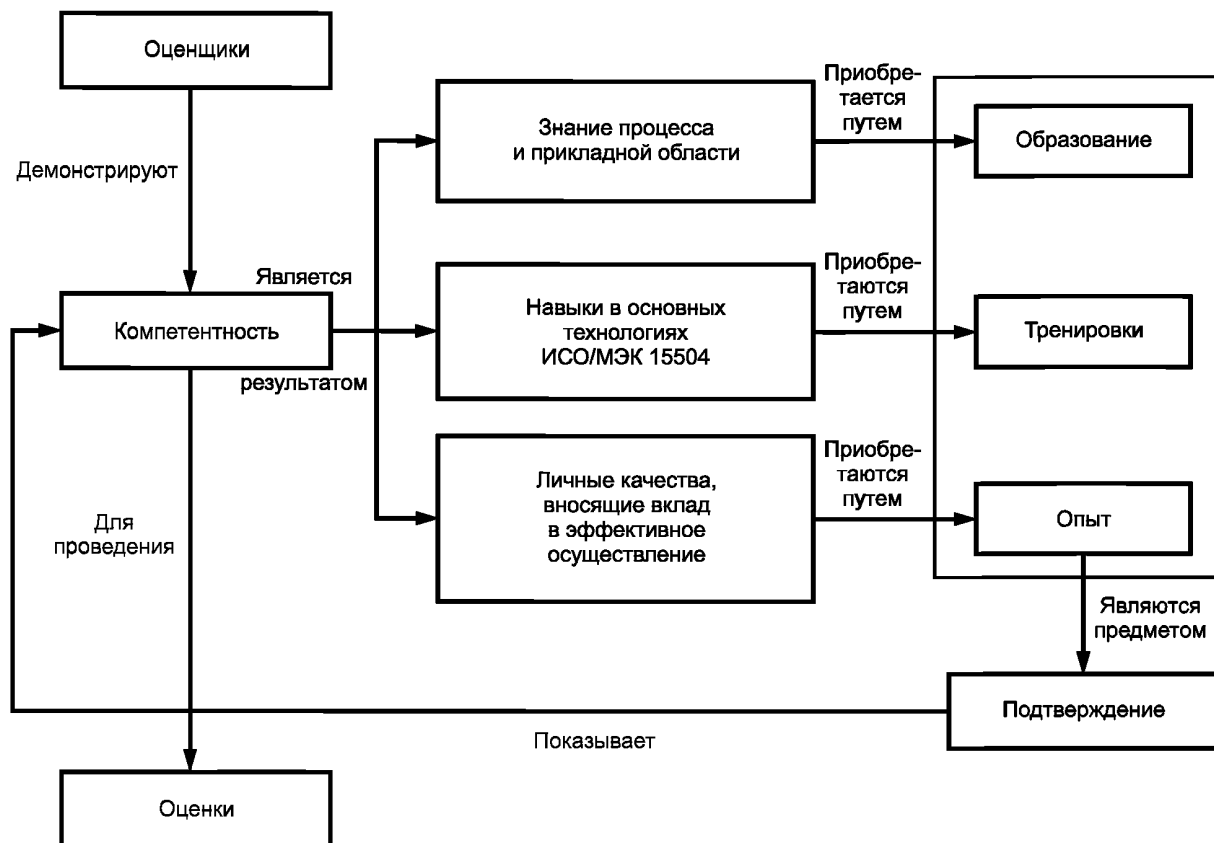 Оценщики
Демонстрируют
Компетентность
Является
результатом
Для
проведения
Оценки
Знание процесса
и прикладной области
Навыки в основных
технологиях
ИСО/МЭК 15504
Личные качества,
вносящие вклад
в эффективное
осуществление
Приобре-
тается
путем
Приобре-
таются
путем
Приобре-
таются
путем
Образование
Тренировки
Опыт
Являются
предметом
Подтверждение
Показывает